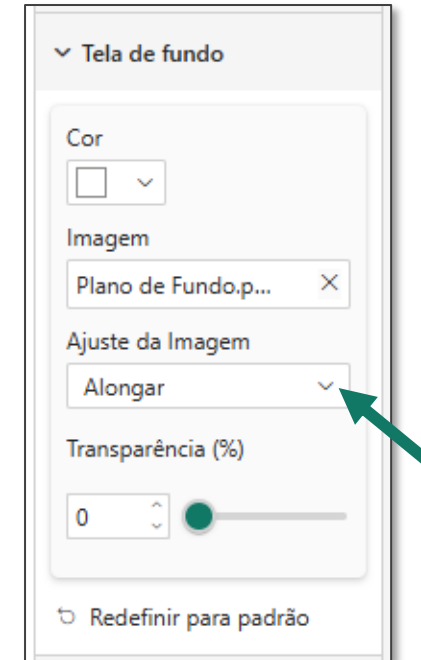 Tela de fundo
Cor
Imagem
Plano de Fundo.p...
Ajuste da Imagem
Alongar
Transparência (%)
0
Redefinir para padrão